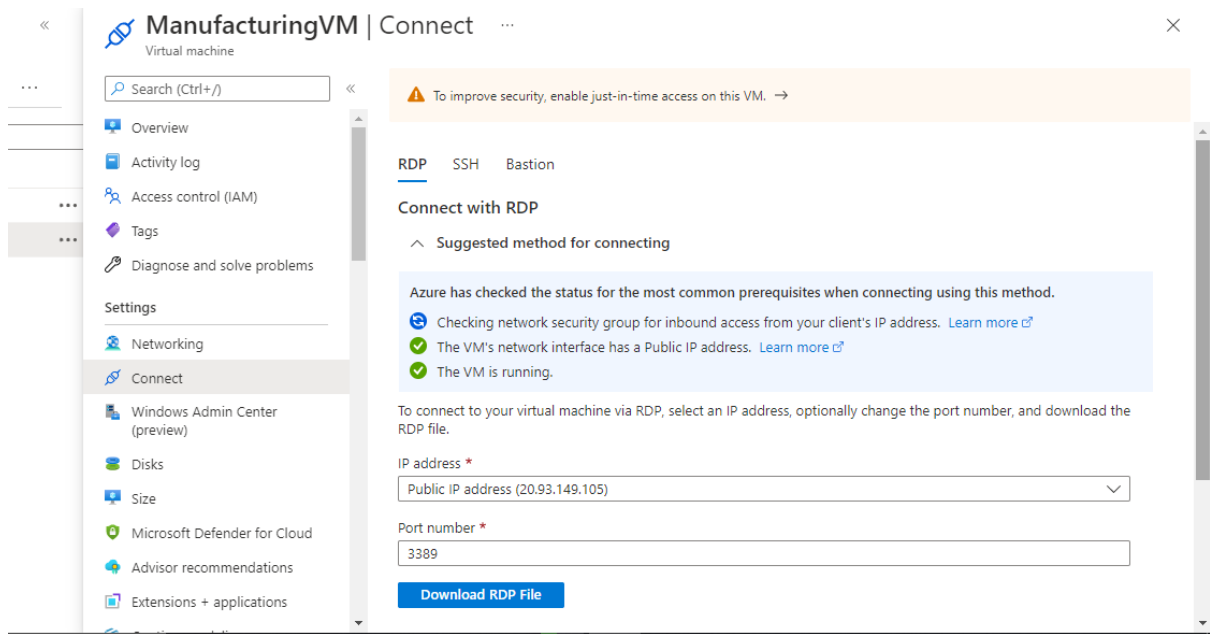 «
ManufacturingVM | Connect ...
Virtual machine
...
Search (Ctrl+/)
«
Overview
Activity log
Access control (IAM)
Tags
Diagnose and solve problems
Settings
Networking
Connect
Windows Admin Center
(preview)
Disks
Size
Microsoft Defender for Cloud
Advisor recommendations
Extensions + applications
To improve security, enable just-in-time access on this VM. →
RDP SSH Bastion
Connect with RDP
Suggested method for connecting
Azure has checked the status for the most common prerequisites when connecting using this method.
Checking network security group for inbound access from your client's IP address. Learn more
The VM's network interface has a Public IP address. Learn more
The VM is running.
To connect to your virtual machine via RDP, select an IP address, optionally change the port number, and download the
RDP file.
IP address *
Public IP address (20.93.149.105)
Port number *
3389
Download RDP File